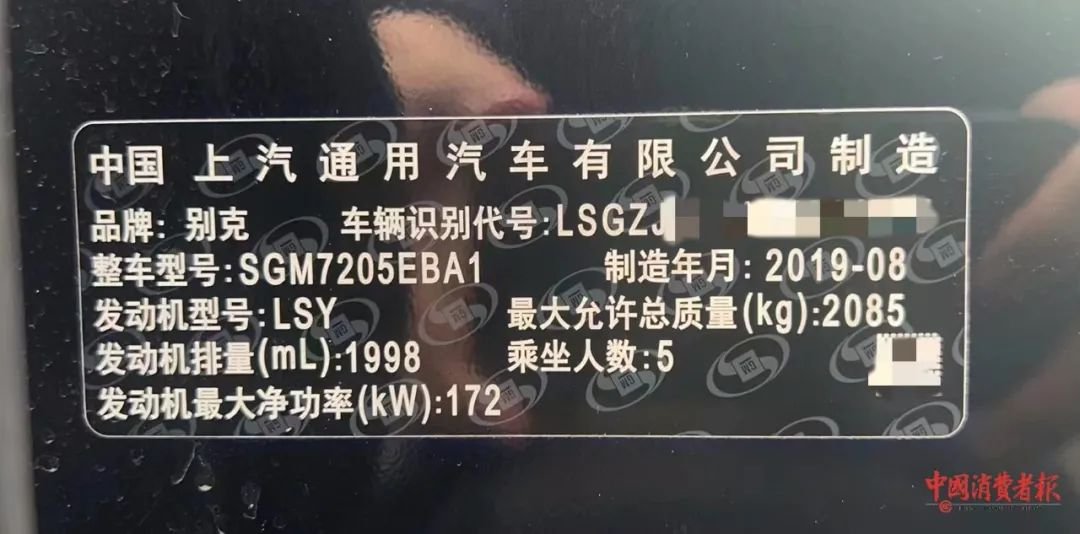 中国 上汽通用汽车有限公司制造
品牌: 别克 车辆识别代号:LSGZJ
整车型号:SGM7205EBA1 制造年月: 2019-08
发动机型号:LSY 最大允许总质量(kg):2085
发动机排量(mL):1998 乘坐人数:5
发动机最大净功率(kW):172
中国消费者报